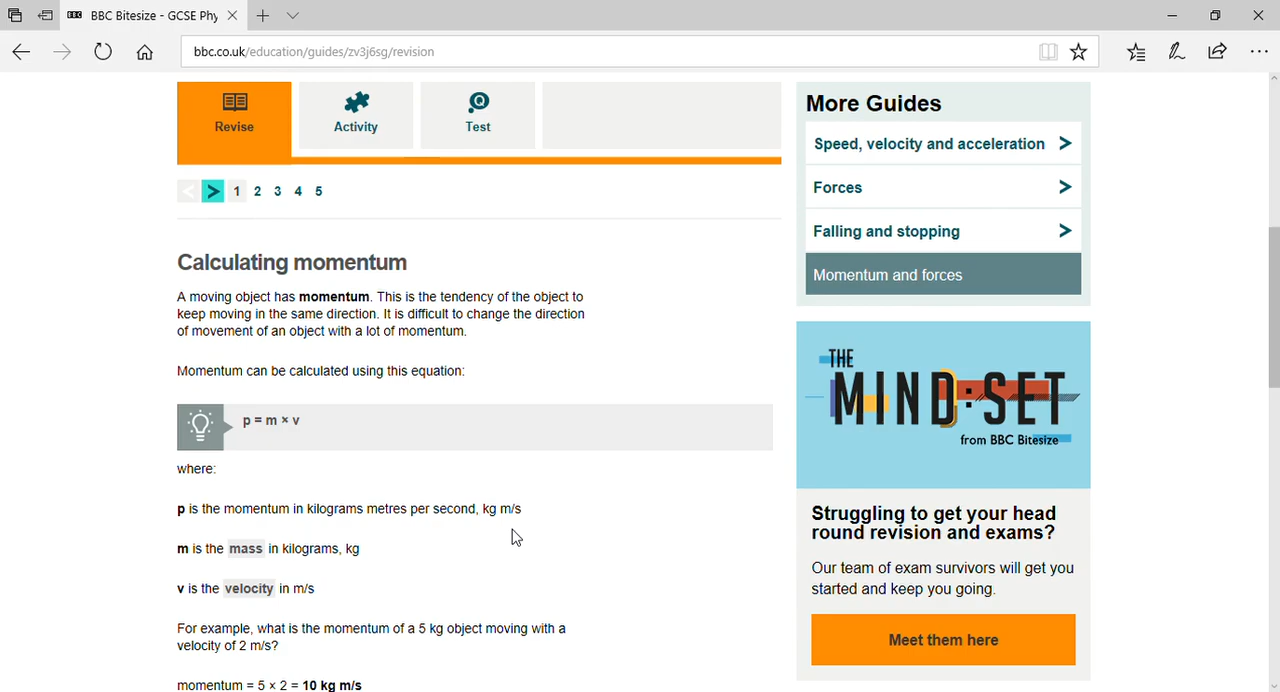 BBC BBC Bitesize - GCSE Phy
bbc.co.uk/education/guides/zv3j6sg/revision
Revise
Activity
Test
< > 1 2 3 4 5
Calculating momentum
A moving object has momentum. This is the tendency of the object to
keep moving in the same direction. It is difficult to change the direction
of movement of an object with a lot of momentum.
Momentum can be calculated using this equation:
p = m × v
where:
p is the momentum in kilograms metres per second, kg m/s
m is the mass in kilograms, kg
v is the velocity in m/s
For example, what is the momentum of a 5 kg object moving with a
velocity of 2 m/s?
momentum = 5 × 2 = 10 kg m/s
More Guides
Speed, velocity and acceleration >
Forces >
Falling and stopping >
Momentum and forces
THE
MIND:SET
from BBC Bitesize
Struggling to get your head
round revision and exams?
Our team of exam survivors will get you
started and keep you going.
Meet them here